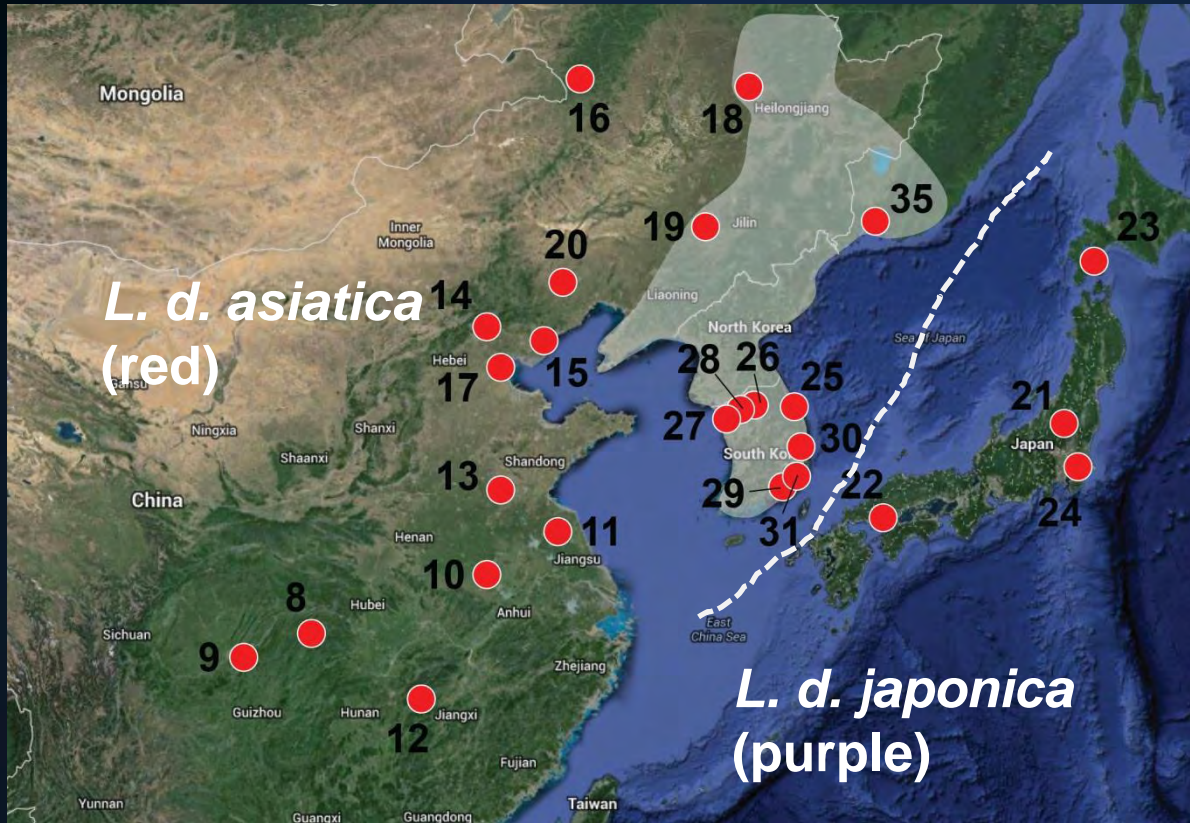 Mongolia
16
18
Heilongjiang
35
19
Jilin
23
Inner
Mongolia
20
L. d. asiatica
(red)
14
Liaoning
North Korea
Sea of Japan
Hebei
15
28
26
25
17
Gansu
21
27
Ningxia
Shanxi
30
Japan
South Ko
Shaanxi
Shandong
13
22
29
24
China
31
Henan
11
Jiangsu
10
8
Hubei
Anhui
East
China Sea
Sichuan
9
Zhejiang
L. d. japonica
(purple)
Guizhou
Hunan
Jiangxi
12
Fujian
Yunnan
Taiwan
Guangxi
Guangdong